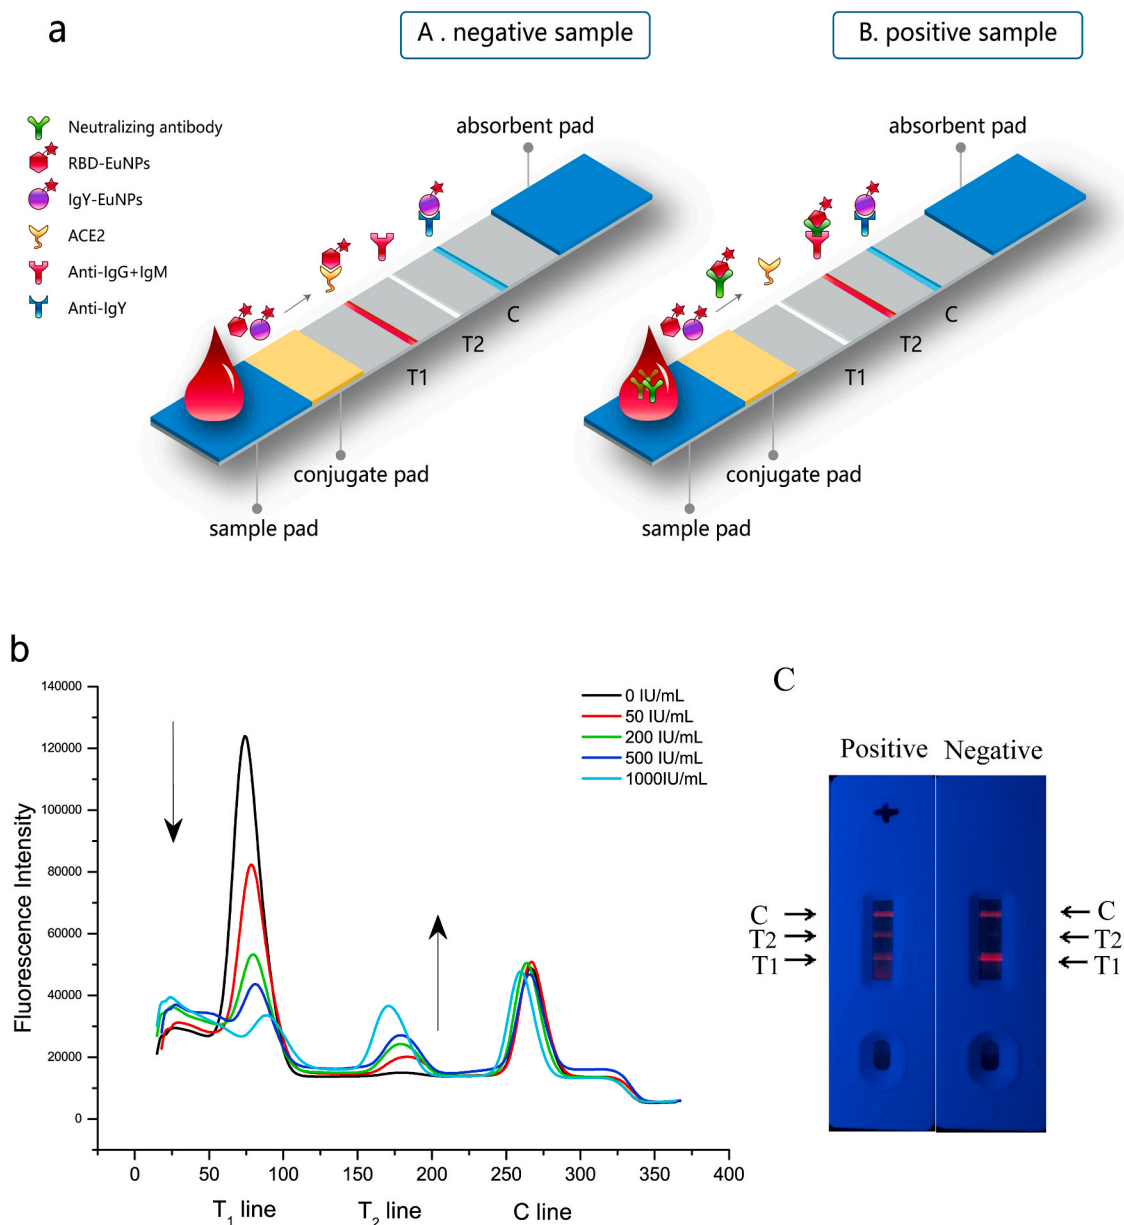 a
A . negative sample
B. positive sample
Neutralizing antibody
RBD-EuNPs
IgY-EuNPs
ACE2
Anti-IgG+IgM
Anti-IgY
absorbent pad
C
T2
T1
conjugate pad
sample pad
absorbent pad
C
T2
T1
conjugate pad
sample pad
b
Fluorescence Intensity
140000
120000
100000
80000
60000
40000
20000
0
0 50 100 150 200 250 300 350 400
T1 line T2 line C line
0 IU/mL
50 IU/mL
200 IU/mL
500 IU/mL
1000IU/mL
C
Positive Negative
C
T2
T1
C
T2
T1